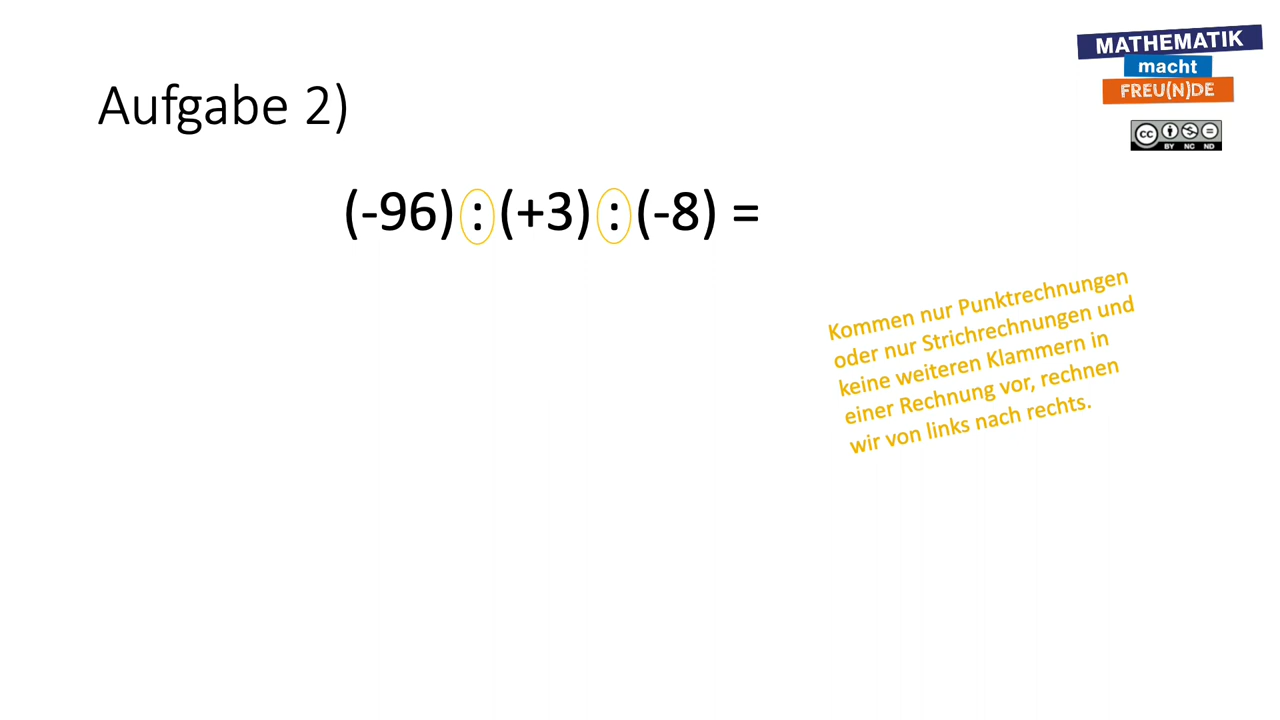 MATHEMATIK
macht
FREU(N)DE
cc
BY NC ND
Aufgabe 2)
(-96) : (+3) : (-8) =
Kommen nur Punktrechnungen
oder nur Strichrechnungen und
keine weiteren Klammern in
einer Rechnung vor, rechnen
wir von links nach rechts.